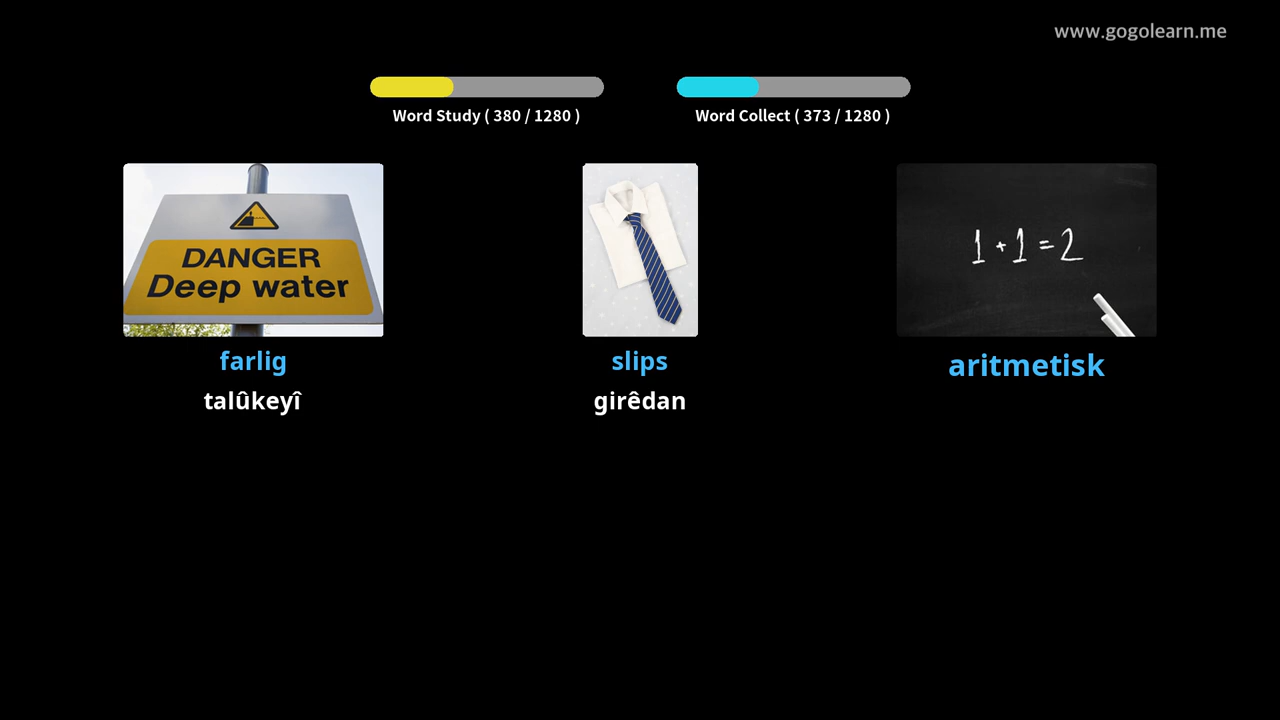 www.gogolearn.me
Word Study ( 380 / 1280 )
Word Collect ( 373 / 1280 )
DANGER
Deep water
1 + 1 = 2
farlig
slips
aritmetisk
talûkeyî
girêdan